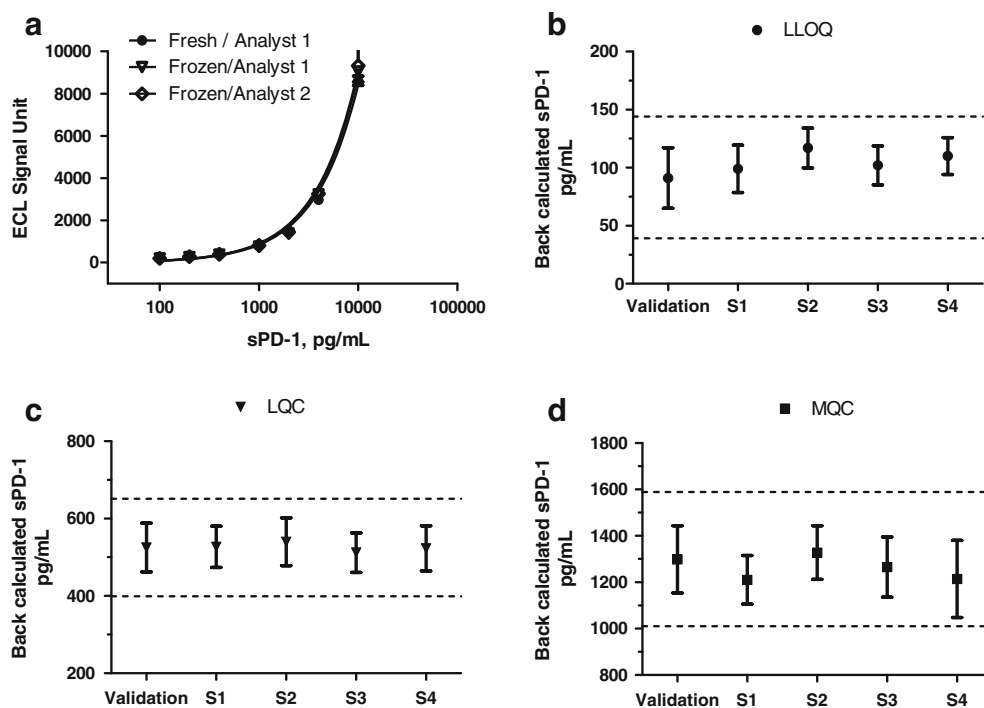 a
Fresh / Analyst 1
Frozen/Analyst 1
Frozen/Analyst 2
ECL Signal Unit
10000
8000
6000
4000
2000
0
100
1000
10000
100000
sPD-1, pg/mL
b
LLOQ
Back calculated sPD-1
pg/mL
200
150
100
50
0
Validation S1 S2 S3 S4
c
LQC
Back calculated sPD-1
pg/mL
800
600
400
200
Validation S1 S2 S3 S4
d
MQC
Back calculated sPD-1
pg/mL
1800
1600
1400
1200
1000
800
Validation S1 S2 S3 S4